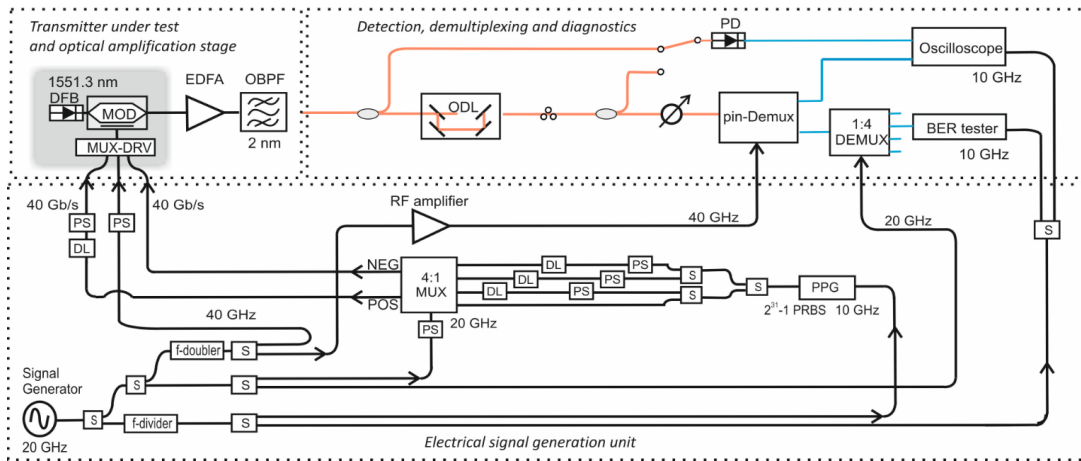 Transmitter under test
and optical amplification stage
1551.3 nm
DFB
MOD
MUX-DRV
EDFA
OBPF
2 nm
Detection, demultiplexing and diagnostics
PD
Oscilloscope
10 GHz
ODL
pin-Demux
1:4
DEMUX
BER tester
10 GHz
40 Gb/s
40 Gb/s
PS
PS
DL
RF amplifier
40 GHz
20 GHz
S
NEG
POS
4:1
MUX
20 GHz
PS
DL
PS
DL
PS
DL
PS
S
S
S
PPG
2³¹-1 PRBS
10 GHz
40 GHz
f-doubler
S
Signal
Generator
20 GHz
S
S
S
f-divider
S
Electrical signal generation unit